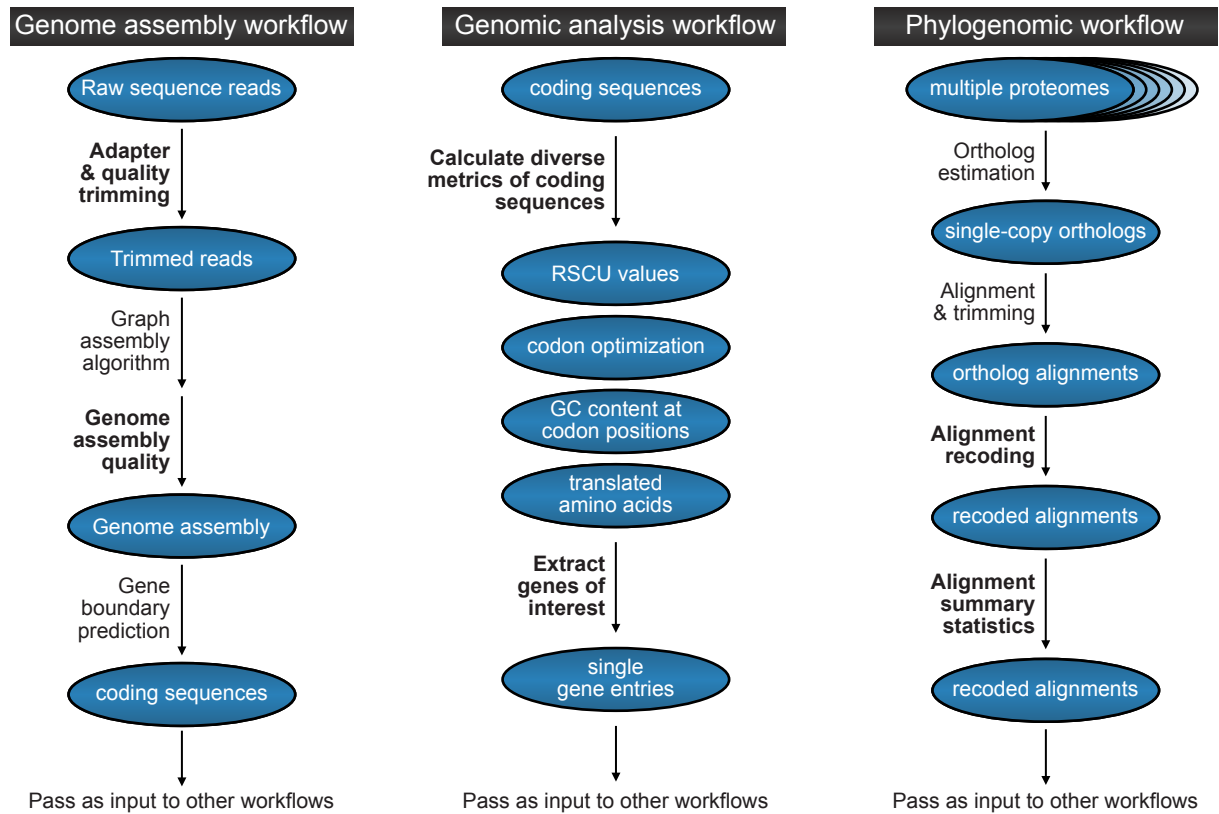 Genome assembly workflow
Raw sequence reads
Adapter
& quality
trimming
Trimmed reads
Graph
assembly
algorithm
Genome
assembly
quality
Genome assembly
Gene
boundary
prediction
coding sequences
Pass as input to other workflows
Genomic analysis workflow
coding sequences
Calculate diverse
metrics of coding
sequences
RSCU values
codon optimization
GC content at
codon positions
translated
amino acids
Extract
genes of
interest
single
gene entries
Pass as input to other workflows
Phylogenomic workflow
multiple proteomes
Ortholog
estimation
single-copy orthologs
Alignment
& trimming
ortholog alignments
Alignment
recoding
recoded alignments
Alignment
summary
statistics
recoded alignments
Pass as input to other workflows